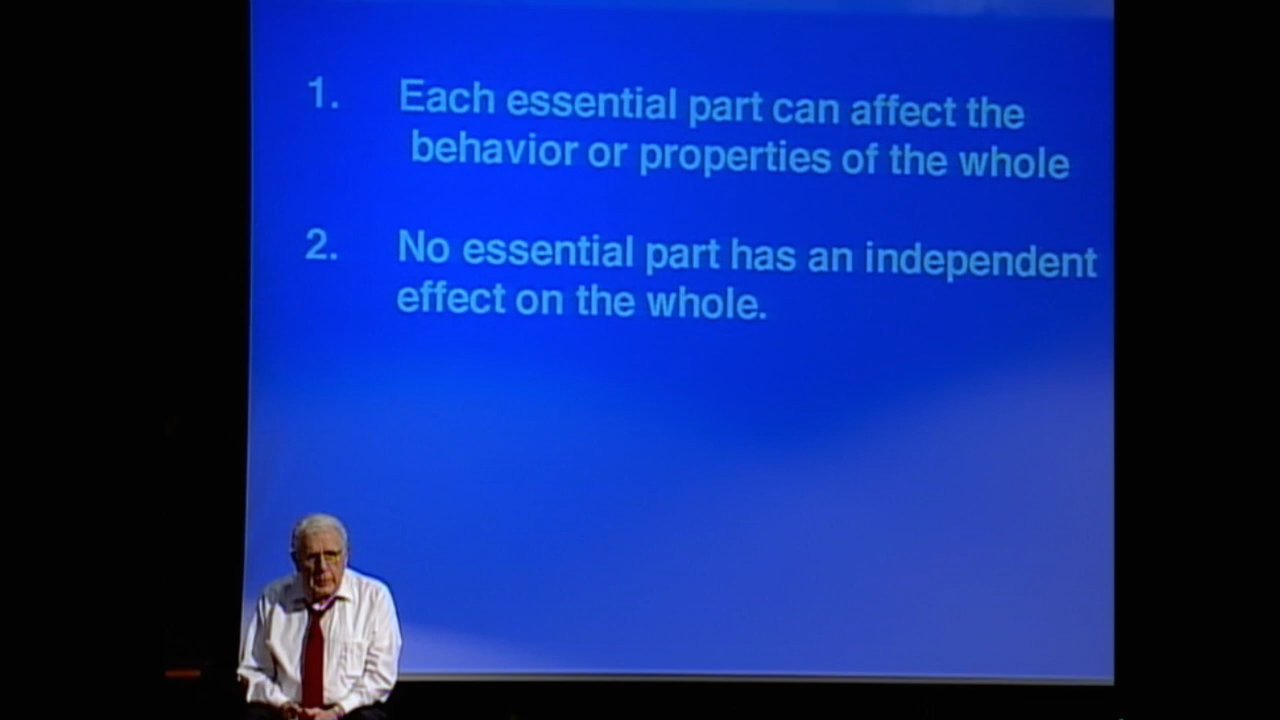 1. Each essential part can affect the
behavior or properties of the whole
2. No essential part has an independent
effect on the whole.